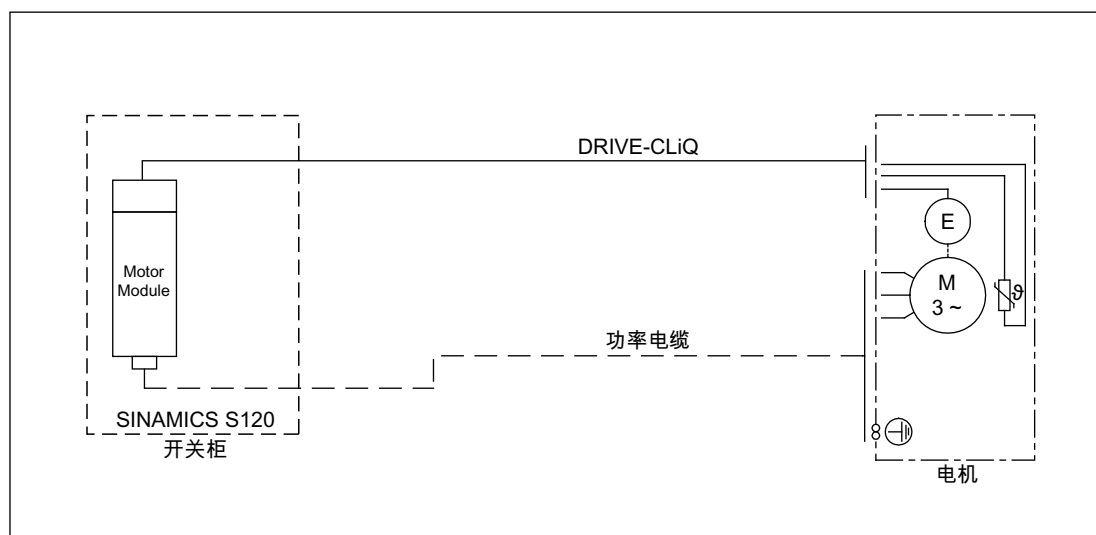 DRIVE-CLiQ
E
Motor
Module
M
3 ~
ϑ
功率电缆
SINAMICS S120
开关柜
电机